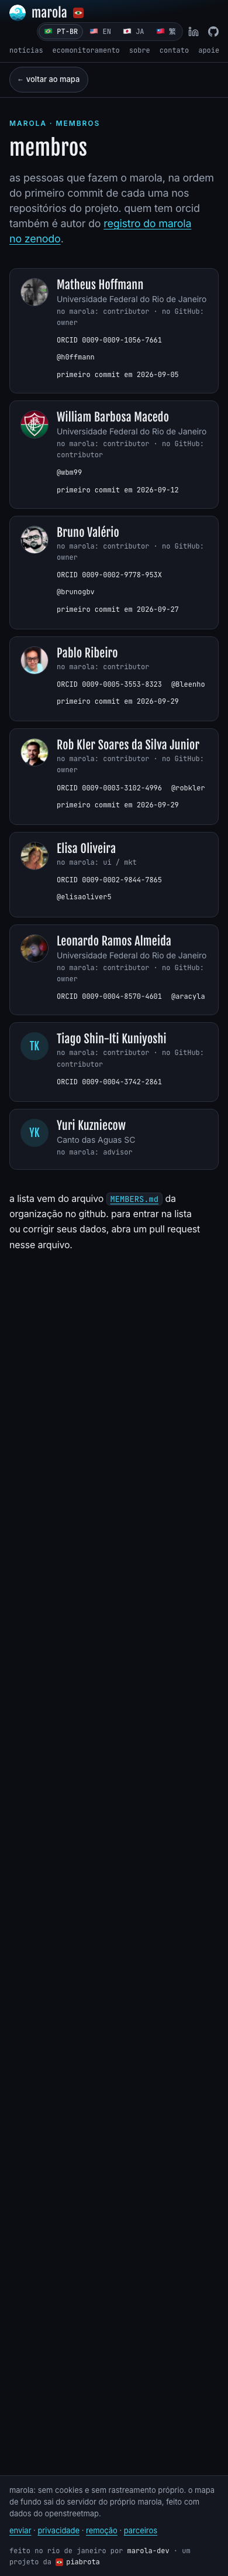 marola
PT-BR EN JA 繁
notícias ecomonitoramento sobre contato apoie
← voltar ao mapa
MAROLA · MEMBROS
membros
as pessoas que fazem o marola, na ordem
do primeiro commit de cada uma nos
repositórios do projeto. quem tem orcid
também é autor do registro do marola
no zenodo.
Matheus Hoffmann
Universidade Federal do Rio de Janeiro
no marola: contributor · no GitHub:
owner
ORCID 0009-0009-1056-7661
@h0ffmann
primeiro commit em 2026-09-05
William Barbosa Macedo
Universidade Federal do Rio de Janeiro
no marola: contributor · no GitHub:
contributor
@wbm99
primeiro commit em 2026-09-12
Bruno Valério
no marola: contributor · no GitHub:
owner
ORCID 0009-0002-9778-953X
@brunogbv
primeiro commit em 2026-09-27
Pablo Ribeiro
no marola: contributor
ORCID 0009-0005-3553-8323 @Bleenho
primeiro commit em 2026-09-29
Rob Kler Soares da Silva Junior
no marola: contributor · no GitHub:
owner
ORCID 0009-0003-3102-4996 @robkler
primeiro commit em 2026-09-29
Elisa Oliveira
no marola: ui / mkt
ORCID 0009-0002-9844-7865
@elisaoliver5
Leonardo Ramos Almeida
Universidade Federal do Rio de Janeiro
no marola: contributor · no GitHub:
owner
ORCID 0009-0004-8570-4601 @aracyla
TK
Tiago Shin-Iti Kuniyoshi
no marola: contributor · no GitHub:
contributor
ORCID 0009-0004-3742-2861
YK
Yuri Kuzniecow
Canto das Aguas SC
no marola: advisor
a lista vem do arquivo MEMBERS.md da
organização no github. para entrar na lista
ou corrigir seus dados, abra um pull request
nesse arquivo.
marola: sem cookies e sem rastreamento próprio. o mapa
de fundo sai do servidor do próprio marola, feito com
dados do openstreetmap.
enviar · privacidade · remoção · parceiros
feito no rio de janeiro por marola-dev · um
projeto da piabrota